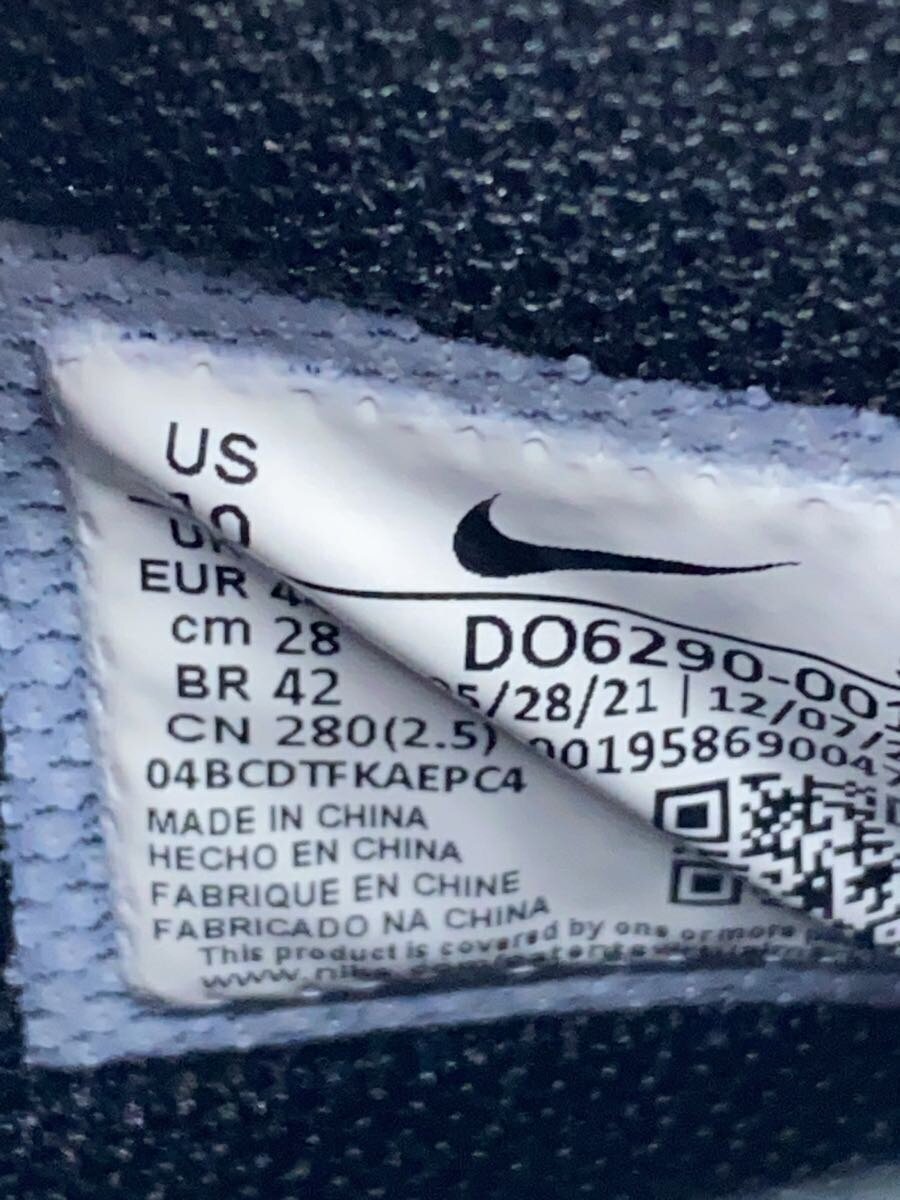 US
EUR
cm 28
BR 42
CN 280(2.5)
04BCDTFKAEPC4
MADE IN CHINA
HECHO EN CHINA
FABRIQUE EN CHINE
FABRICADO NA CHINA
This product is covered by one or more
DO6290-00
/28/21 | 12/07/
00195869004